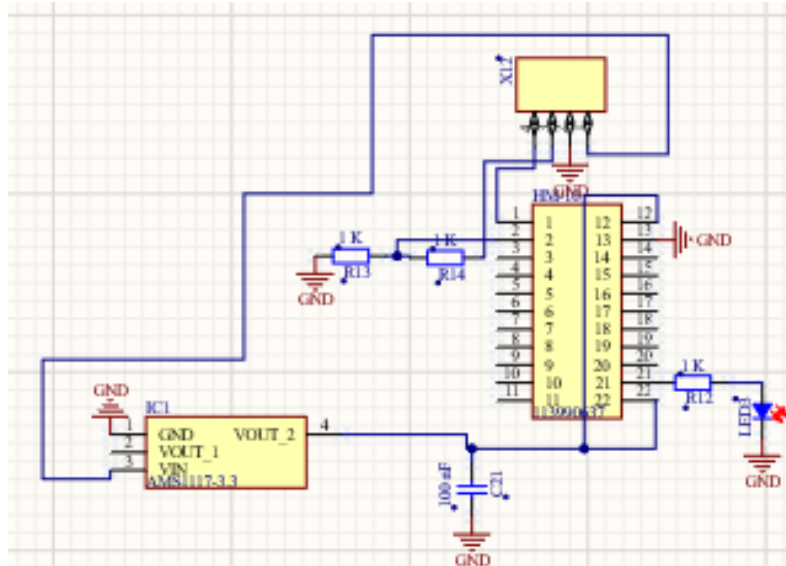 X12
4
GND
HM-10
1 1 12 12
2 2 13 13 GND
3 3 14 14
4 4 15 15
5 5 16 16
6 6 17 17
7 7 18 18
8 8 19 19
9 9 20 20
10 10 21 21
11 11 22 22
113990637
1 K
R13
GND
1 K
R14
1 K
R12
LED3
GND
GND
IC1
1 GND VOUT_2 4
2 VOUT_1
3 VIN
AMS1117-3.3
100 nF
C21
GND